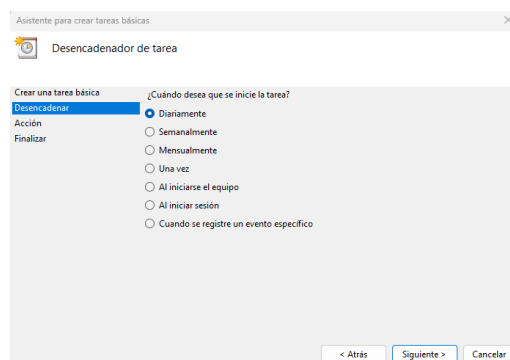 Asistente para crear tareas básicas
Desencadenador de tarea
Crear una tarea básica
Desencadenar
Acción
Finalizar
¿Cuándo desea que se inicie la tarea?
Diariamente
Semanalmente
Mensualmente
Una vez
Al iniciarse el equipo
Al iniciar sesión
Cuando se registre un evento específico
< Atrás
Siguiente >
Cancelar